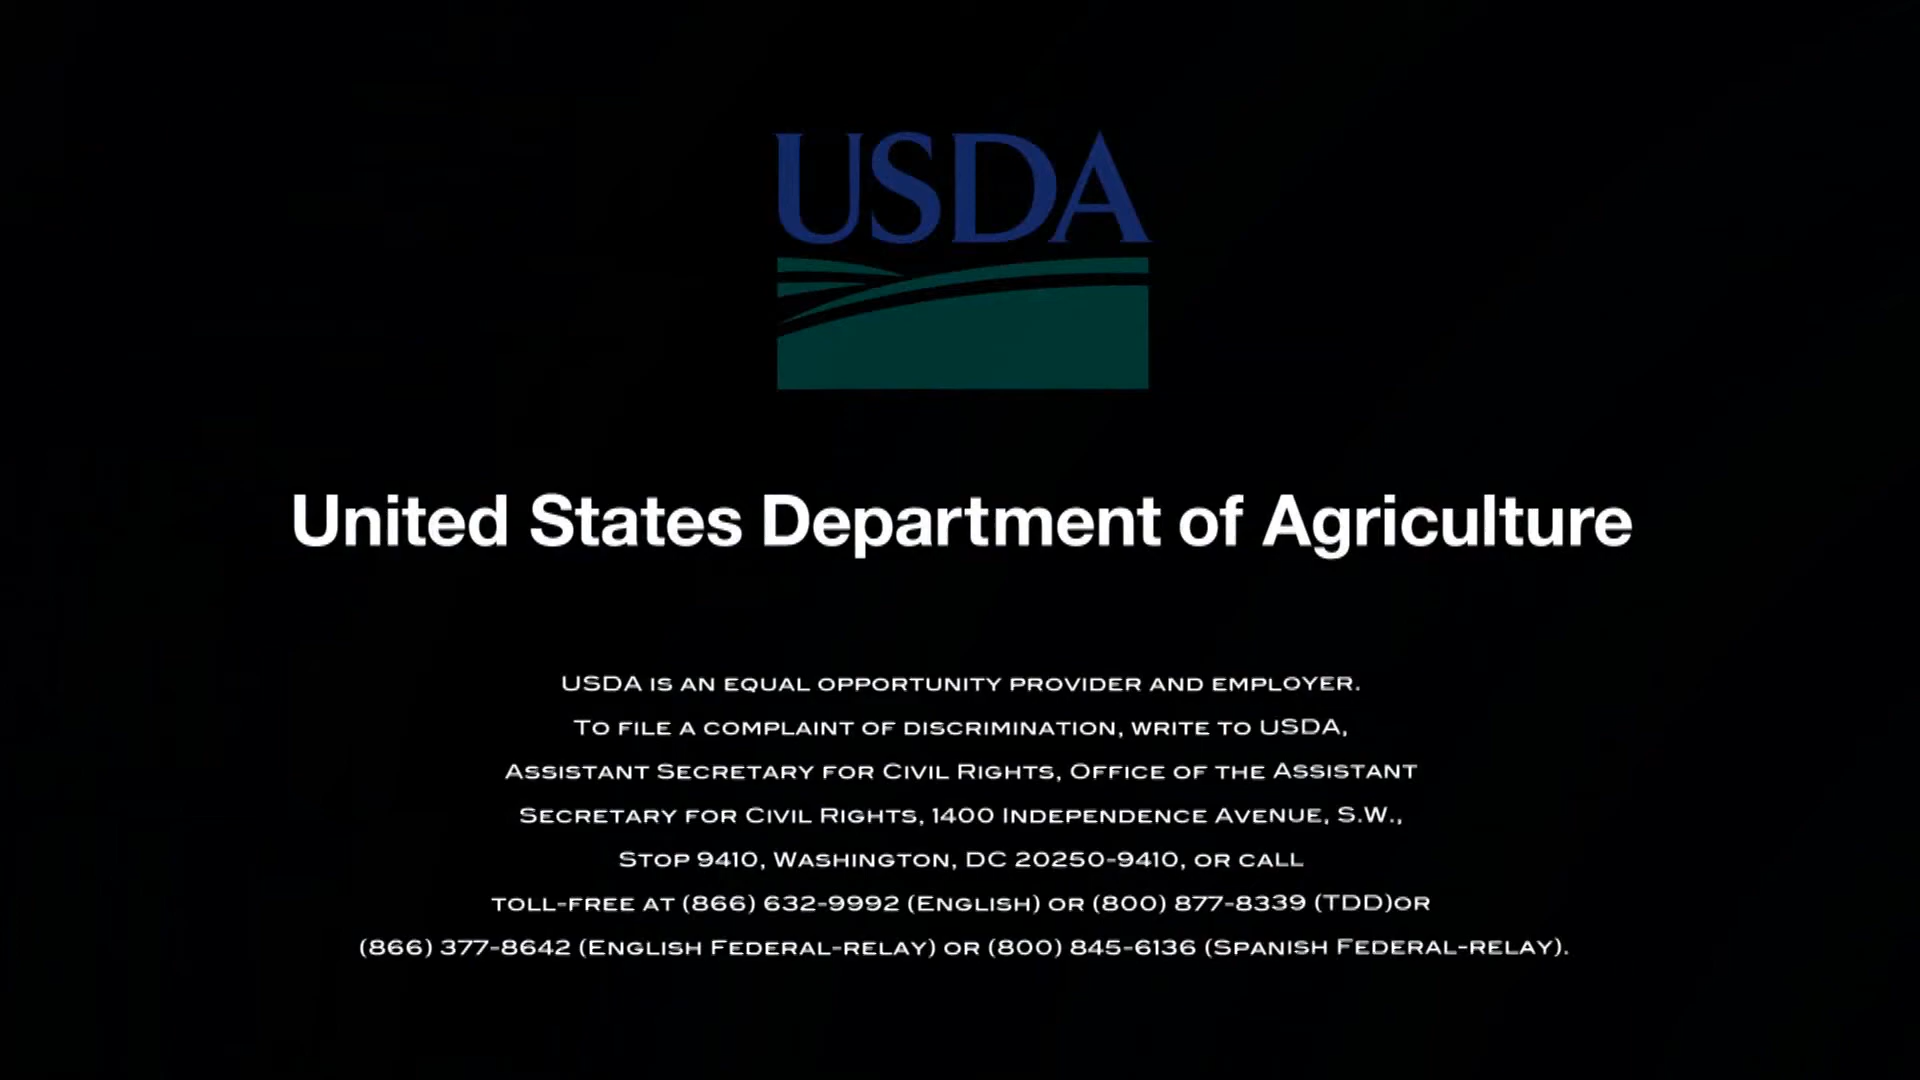 USDA
United States Department of Agriculture
USDA IS AN EQUAL OPPORTUNITY PROVIDER AND EMPLOYER.
TO FILE A COMPLAINT OF DISCRIMINATION, WRITE TO USDA,
ASSISTANT SECRETARY FOR CIVIL RIGHTS, OFFICE OF THE ASSISTANT
SECRETARY FOR CIVIL RIGHTS, 1400 INDEPENDENCE AVENUE, S.W.,
STOP 9410, WASHINGTON, DC 20250-9410, OR CALL
TOLL-FREE AT (866) 632-9992 (ENGLISH) OR (800) 877-8339 (TDD)OR
(866) 377-8642 (ENGLISH FEDERAL-RELAY) OR (800) 845-6136 (SPANISH FEDERAL-RELAY).